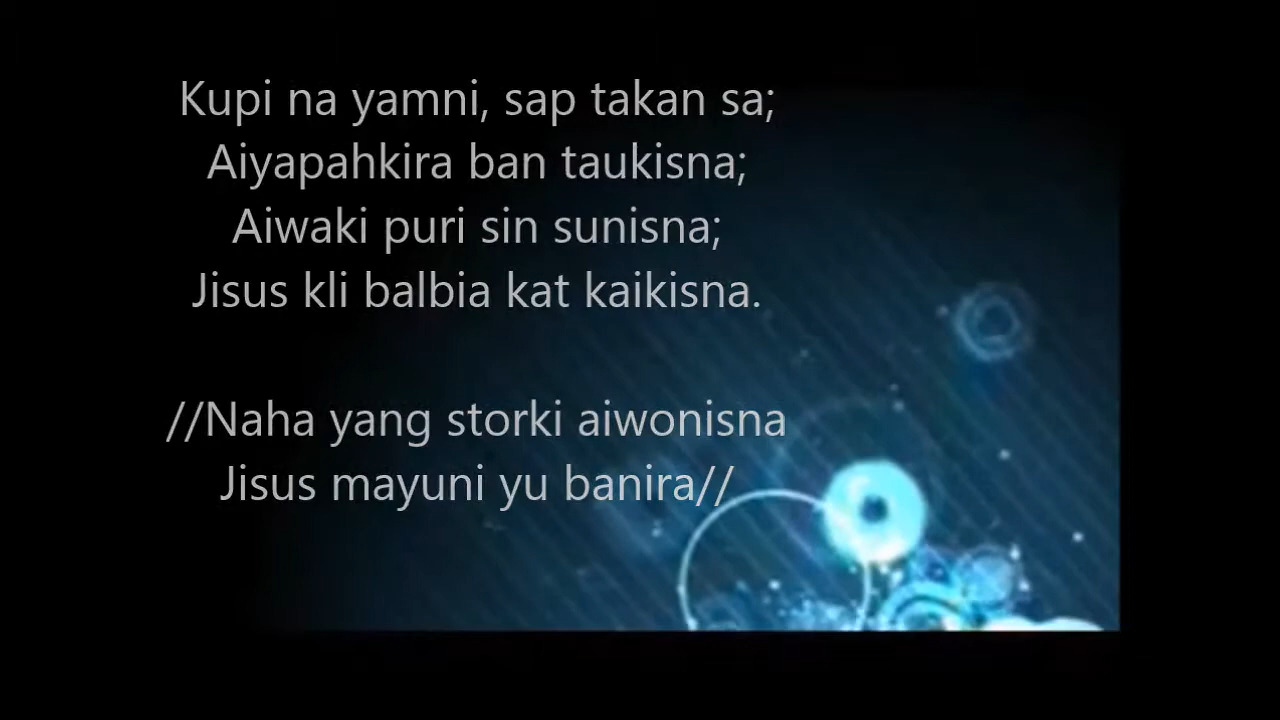 Kupi na yamni, sap takan sa;
Aiyapahkira ban taukisna;
Aiwaki puri sin sunisna;
Jisus kli balbia kat kaikisna.
//Naha yang storki aiwonisna
Jisus mayuni yu banira//